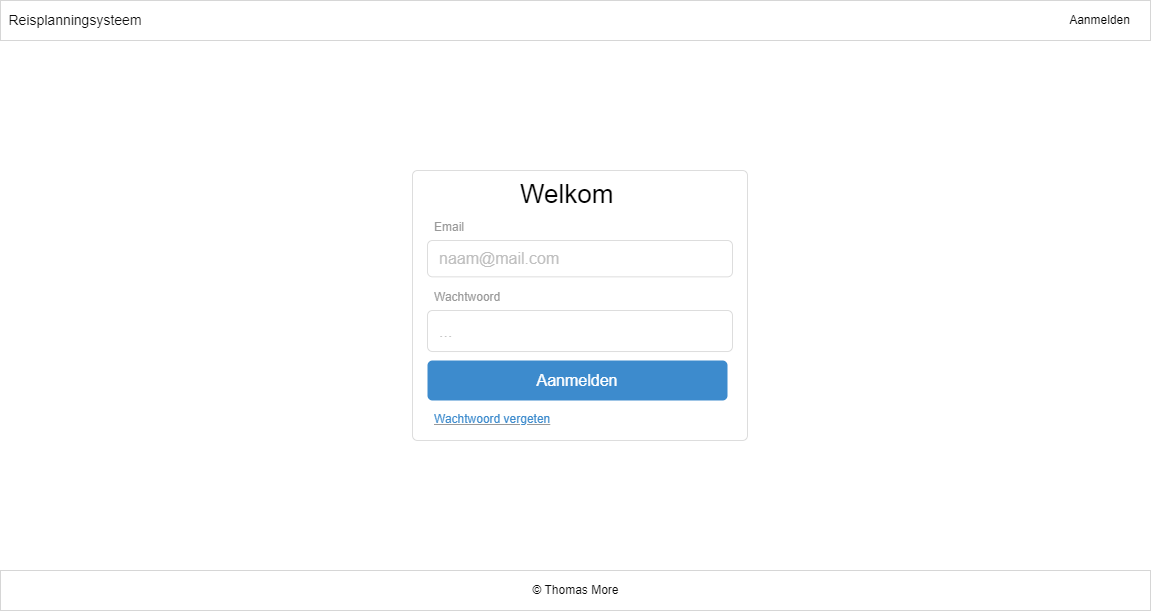 Reisplanningsysteem
Aanmelden
Welkom
Email
naam@mail.com
Wachtwoord
...
Aanmelden
Wachtwoord vergeten
© Thomas More